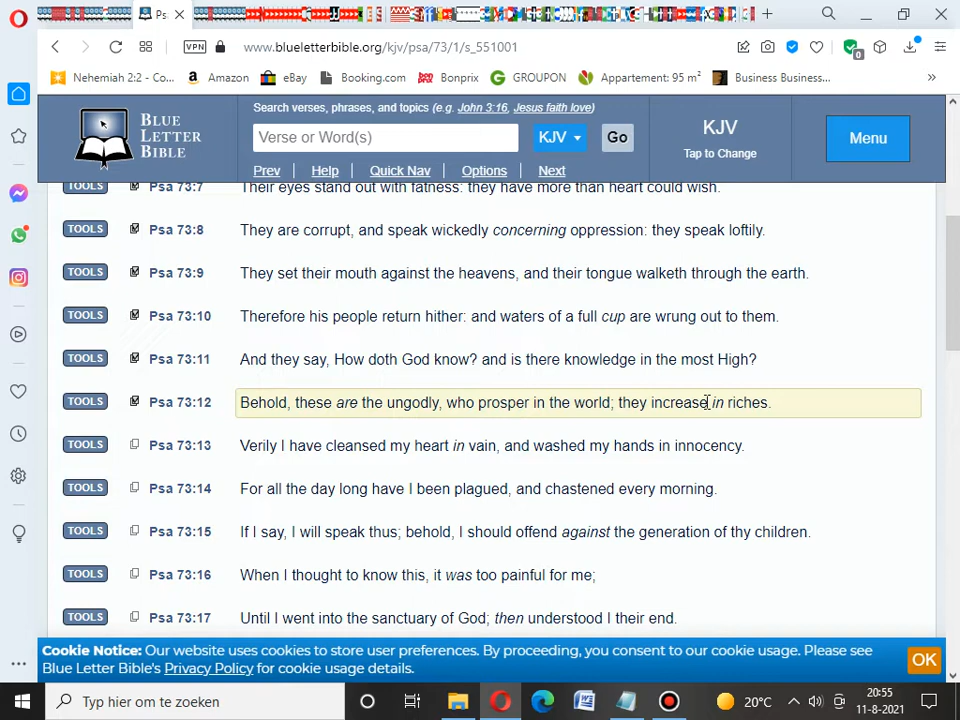 Ps
www.blueletterbible.org/kjv/psa/73/1/s_551001
VPN
0
Nehemiah 2:2 - Co... Amazon eBay Booking.com bon prix Bonprix GROUPON Appartement: 95 m² Business Business... »
BLUE LETTER BIBLE
Search verses, phrases, and topics (e.g. John 3:16, Jesus faith love)
Verse or Word(s) KJV Go
Prev | Help | Quick Nav | Options | Next
KJV
Tap to Change
Menu
TOOLS Psa 73:7 Their eyes stand out with fatness: they have more than heart could wish.
TOOLS Psa 73:8 They are corrupt, and speak wickedly concerning oppression: they speak loftily.
TOOLS Psa 73:9 They set their mouth against the heavens, and their tongue walketh through the earth.
TOOLS Psa 73:10 Therefore his people return hither: and waters of a full cup are wrung out to them.
TOOLS Psa 73:11 And they say, How doth God know? and is there knowledge in the most High?
TOOLS Psa 73:12 Behold, these are the ungodly, who prosper in the world; they increase in riches.
TOOLS Psa 73:13 Verily I have cleansed my heart in vain, and washed my hands in innocency.
TOOLS Psa 73:14 For all the day long have I been plagued, and chastened every morning.
TOOLS Psa 73:15 If I say, I will speak thus; behold, I should offend against the generation of thy children.
TOOLS Psa 73:16 When I thought to know this, it was too painful for me;
TOOLS Psa 73:17 Until I went into the sanctuary of God; then understood I their end.
Cookie Notice: Our website uses cookies to store user preferences. By proceeding, you consent to our cookie usage. Please see
Blue Letter Bible's Privacy Policy for cookie usage details.
OK
Typ hier om te zoeken
20°C
20:55
11-8-2021